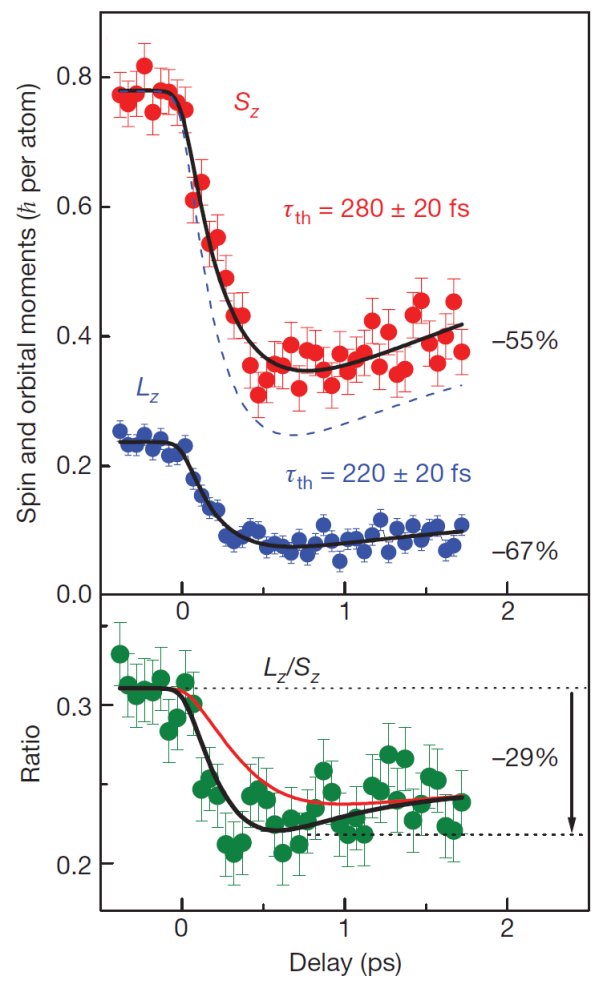 0.8
S_z
τ_th = 280 ± 20 fs
0.6
Spin and orbital moments (ħ per atom)
0.4
–55%
L_z
τ_th = 220 ± 20 fs
0.2
–67%
0.0
0 1 2
L_z/S_z
0.3
–29%
Ratio
0.2
0 1 2
Delay (ps)